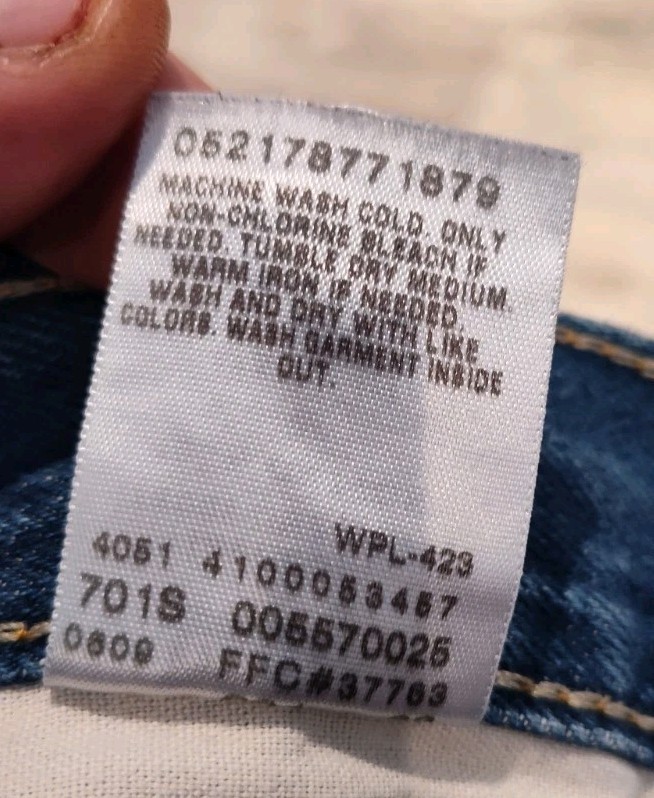 052178771879
MACHINE WASH COLD. ONLY
NON-CHLORINE BLEACH IF
NEEDED. TUMBLE DRY MEDIUM.
WARM IRON IF NEEDED.
WASH AND DRY WITH LIKE
COLORS. WASH GARMENT INSIDE
OUT.
WPL-423
4051 4100053457
701S 005570025
0609 FFC#37763